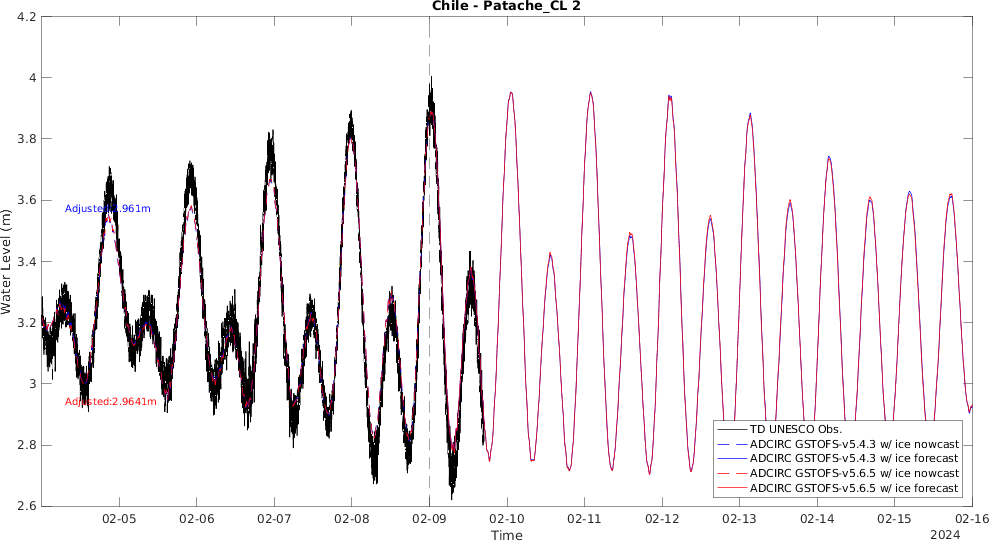 Chile - Patache_CL 2
4.2
4
3.8
3.6
3.4
3.2
3
2.8
2.6
Water Level (m)
Adjusted: .961m
Adjusted:2.9641m
TD UNESCO Obs.
ADCIRC GSTOFS-v5.4.3 w/ ice nowcast
ADCIRC GSTOFS-v5.4.3 w/ ice forecast
ADCIRC GSTOFS-v5.6.5 w/ ice nowcast
ADCIRC GSTOFS-v5.6.5 w/ ice forecast
02-05 02-06 02-07 02-08 02-09 02-10 02-11 02-12 02-13 02-14 02-15 02-16
Time
2024